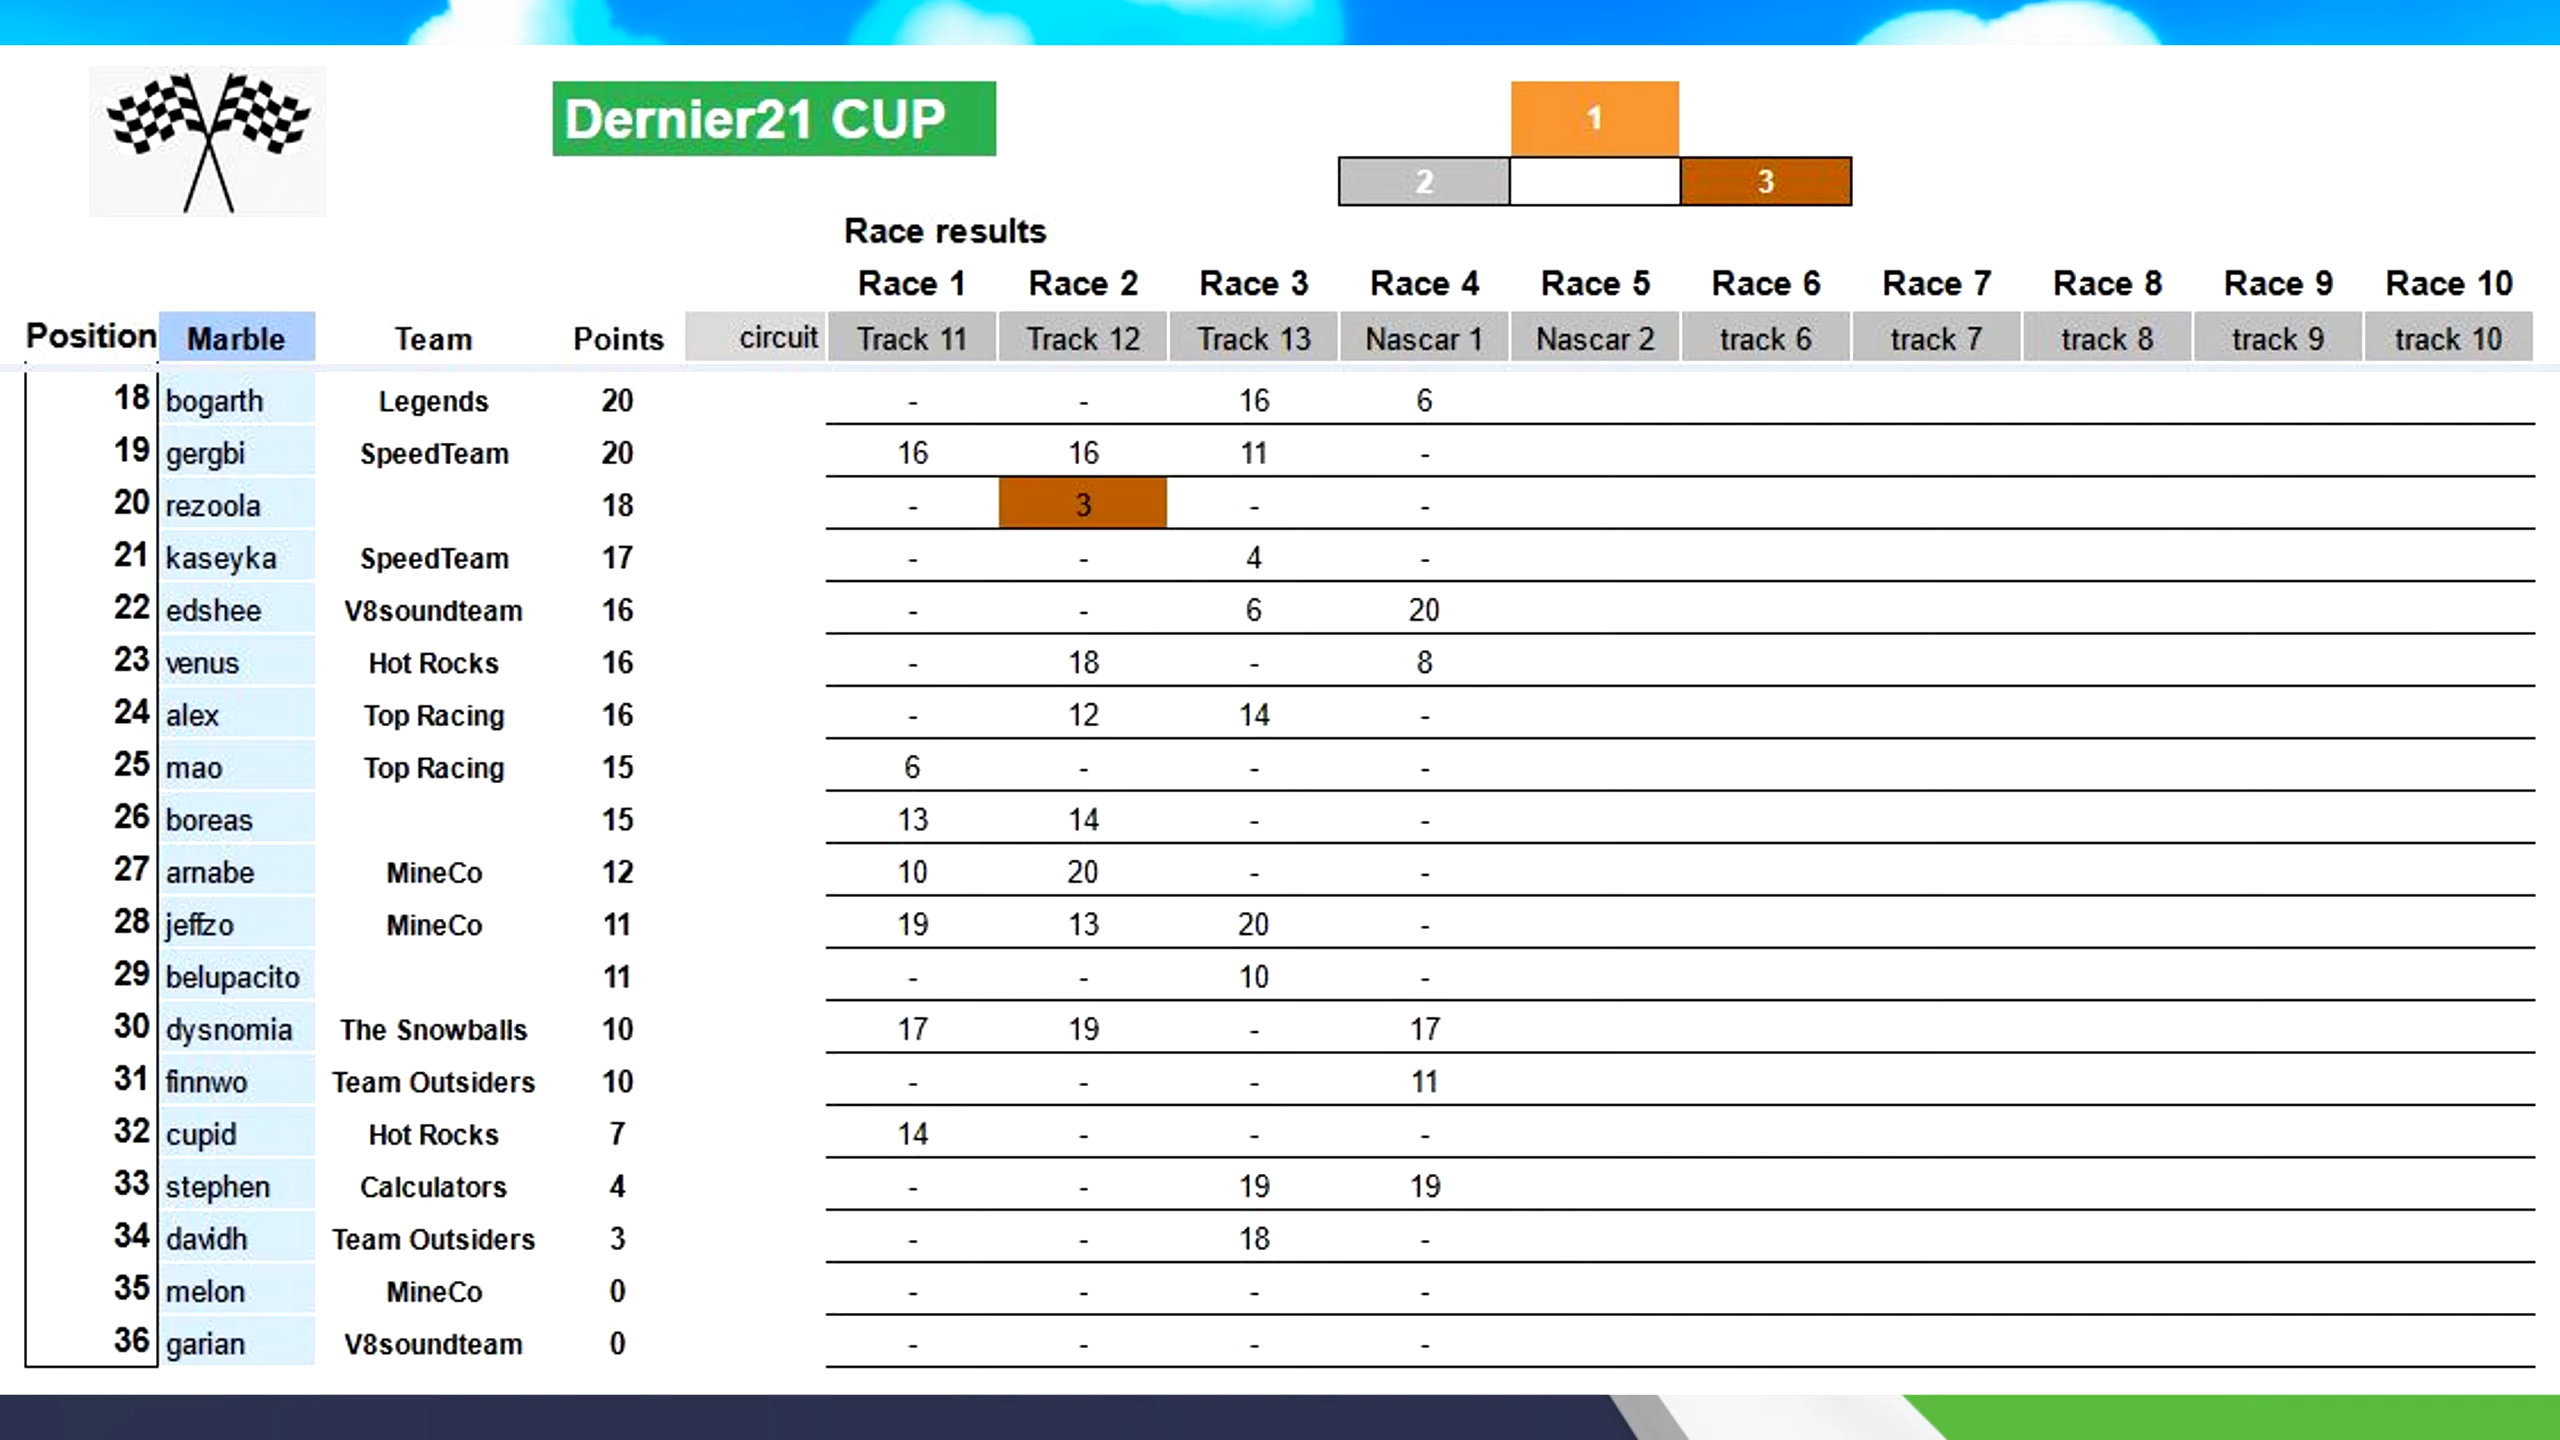 Dernier21 CUP
1
2 3
Race results
Race 1 Race 2 Race 3 Race 4 Race 5 Race 6 Race 7 Race 8 Race 9 Race 10
Position Marble Team Points circuit Track 11 Track 12 Track 13 Nascar 1 Nascar 2 track 6 track 7 track 8 track 9 track 10
18 bogarth Legends 20 - - 16 6
19 gergbi SpeedTeam 20 16 16 11 -
20 rezoola 18 - 3 - -
21 kaseyka SpeedTeam 17 - - 4 -
22 edshee V8soundteam 16 - - 6 20
23 venus Hot Rocks 16 - 18 - 8
24 alex Top Racing 16 - 12 14 -
25 mao Top Racing 15 6 - - -
26 boreas 15 13 14 - -
27 arnabe MineCo 12 10 20 - -
28 jeffzo MineCo 11 19 13 20 -
29 belupacito 11 - - 10 -
30 dysnomia The Snowballs 10 17 19 - 17
31 finnwo Team Outsiders 10 - - - 11
32 cupid Hot Rocks 7 14 - - -
33 stephen Calculators 4 - - 19 19
34 davidh Team Outsiders 3 - - 18 -
35 melon MineCo 0 - - - -
36 garian V8soundteam 0 - - - -